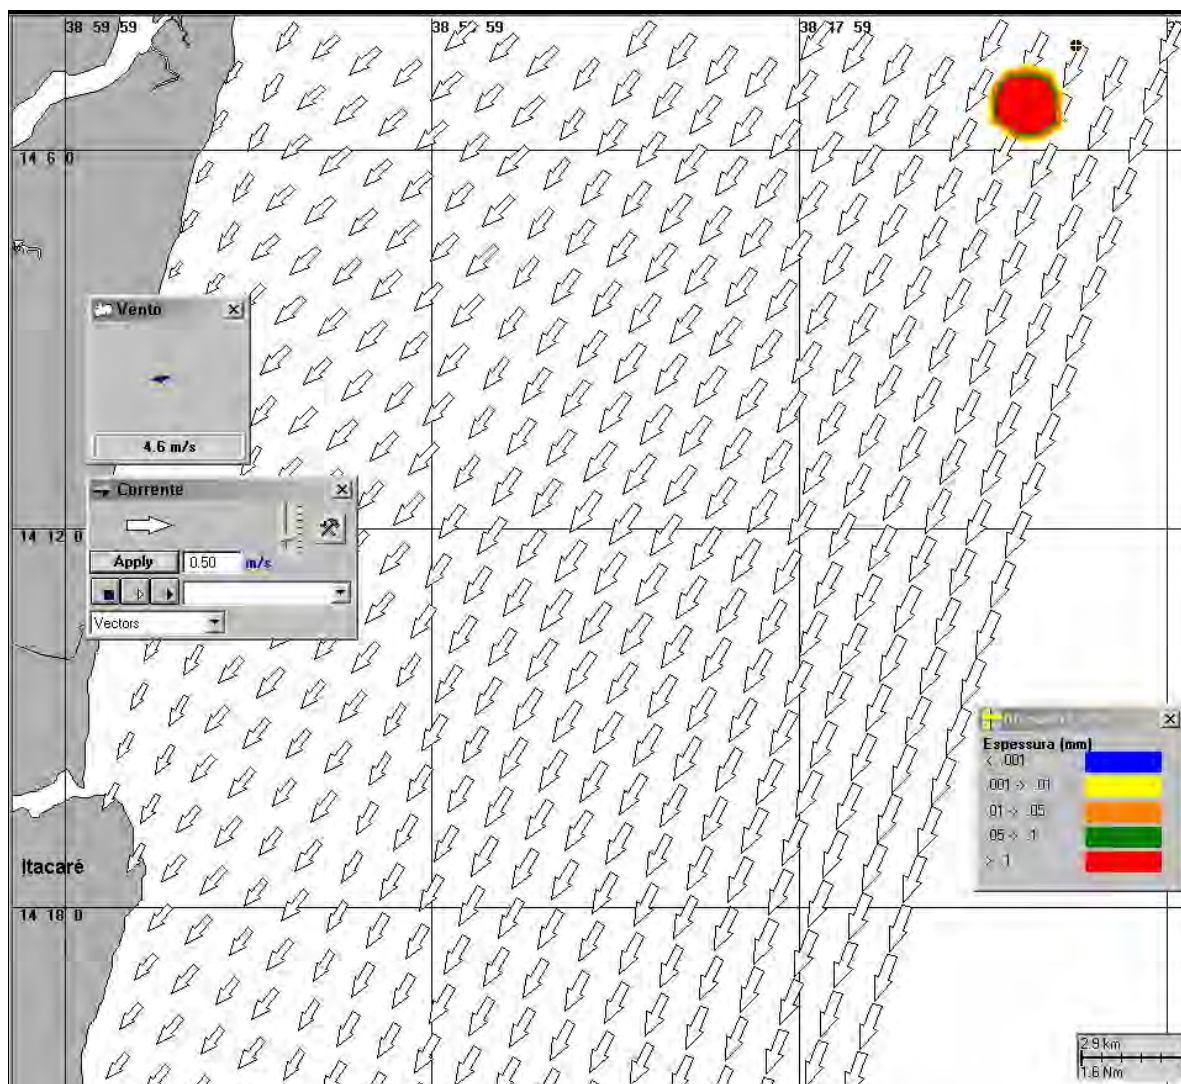 38 59 59
38 59
38 47 59
14 6 0
Vento
4.6 m/s
Corrente
14 12 0
Apply
0.50
m/s
Vectors
Espessura (mm)
< .001
.001 -> .01
.01 -> .05
.05 -> .1
> .1
Itacaré
14 18 0
2.9 km
1.6 Nm